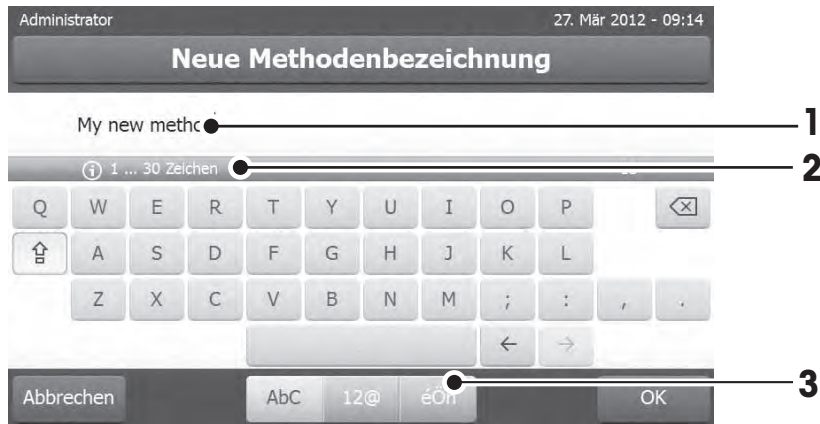 Administrator 27. Mär 2012 - 09:14
Neue Methodenbezeichnung
My new 1
1 ... 30 Zeichen 2
Q W E R T Y U I O P
A S D F G H J K L
Z X C V B N M ; : , .
← →
Abbrechen AbC 12@ éÖñ 3 OK